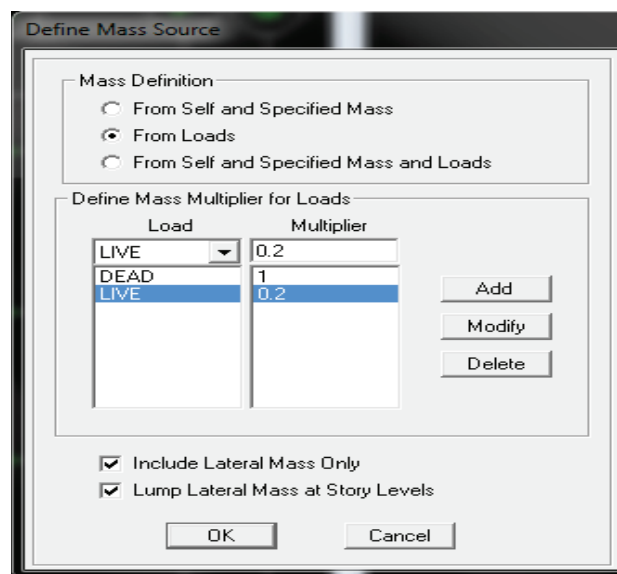 Define Mass Source
Mass Definition
From Self and Specified Mass
From Loads
From Self and Specified Mass and Loads
Define Mass Multiplier for Loads
Load Multiplier
LIVE 0.2
DEAD 1
LIVE 0.2
Add
Modify
Delete
Include Lateral Mass Only
Lump Lateral Mass at Story Levels
OK Cancel